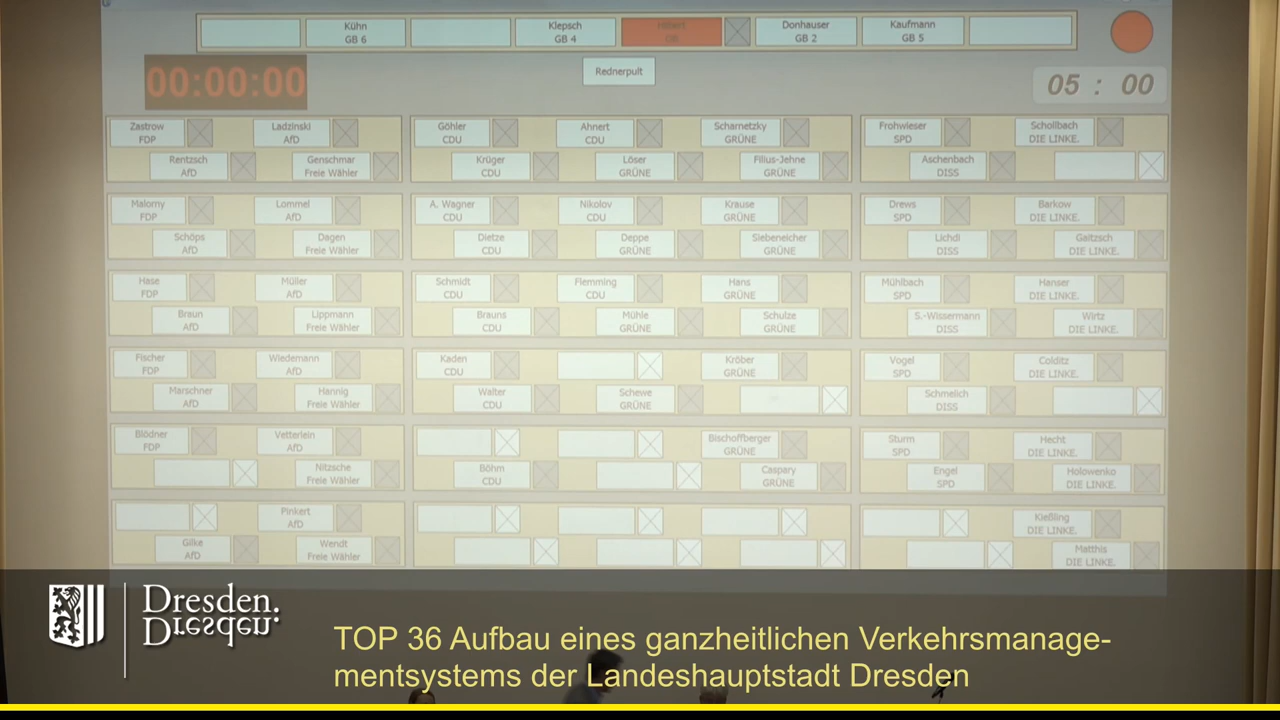 Kühn
GB 6
Klepsch
GB 4
Hilbert
OB
Donhauser
GB 2
Kaufmann
GB 5
Rednerpult
00:00:00
05 : 00
Zastrow
FDP
Ladzinski
AfD
Göhler
CDU
Ahnert
CDU
Scharnetzky
GRÜNE
Frohwieser
SPD
Schollbach
DIE LINKE.
Rentzsch
AfD
Genschmar
Freie Wähler
Krüger
CDU
Löser
GRÜNE
Filius-Jehne
GRÜNE
Aschenbach
DISS
Malorny
FDP
Lommel
AfD
A. Wagner
CDU
Nikolov
CDU
Krause
GRÜNE
Drews
SPD
Barkow
DIE LINKE.
Schöps
AfD
Dagen
Freie Wähler
Dietze
CDU
Deppe
GRÜNE
Siebeneicher
GRÜNE
Lichdi
DISS
Gaitzsch
DIE LINKE.
Hase
FDP
Müller
AfD
Schmidt
CDU
Flemming
CDU
Hans
GRÜNE
Mühlbach
SPD
Hanser
DIE LINKE.
Braun
AfD
Lippmann
Freie Wähler
Brauns
CDU
Mühle
GRÜNE
Schulze
GRÜNE
S.-Wissermann
DISS
Wirtz
DIE LINKE.
Fischer
FDP
Wiedemann
AfD
Kaden
CDU
Kröber
GRÜNE
Vogel
SPD
Colditz
DIE LINKE.
Marschner
AfD
Hannig
Freie Wähler
Walter
CDU
Schewe
GRÜNE
Schmelich
DISS
Blödner
FDP
Vetterlein
AfD
Bischoffberger
GRÜNE
Sturm
SPD
Hecht
DIE LINKE.
Nitzsche
Freie Wähler
Böhm
CDU
Caspary
GRÜNE
Engel
SPD
Holowenko
DIE LINKE.
Pinkert
AfD
Kießling
DIE LINKE.
Gilke
AfD
Wendt
Freie Wähler
Matthis
DIE LINKE.
Dresden.
Dresden.
TOP 36 Aufbau eines ganzheitlichen Verkehrsmanage-
mentsystems der Landeshauptstadt Dresden